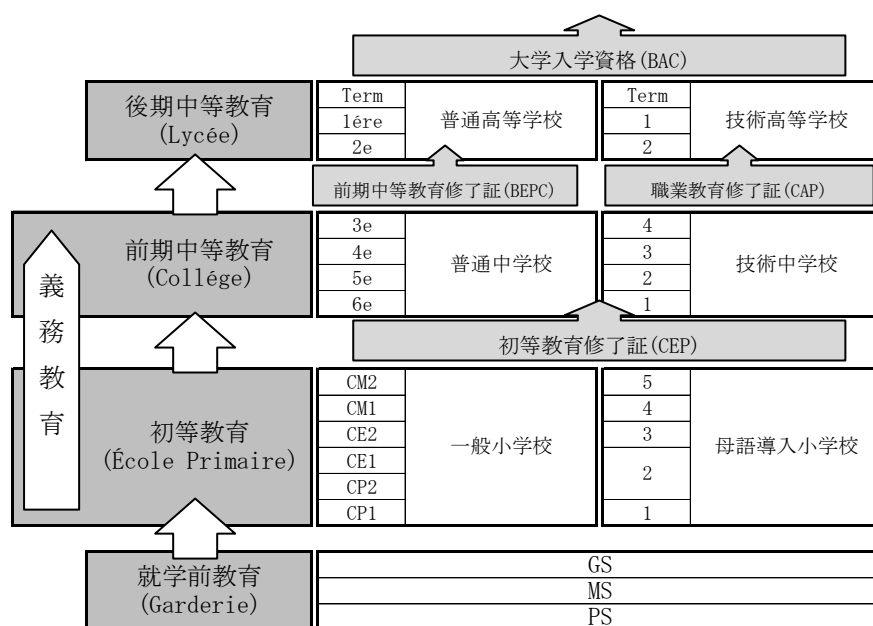 大学入学資格(BAC)
後期中等教育
(Lycée)
Term
1ére
2e
普通高等学校
Term
1
2
技術高等学校
前期中等教育修了証(BEPC)
職業教育修了証(CAP)
義務教育
前期中等教育
(Collége)
3e
4e
5e
6e
普通中学校
4
3
2
1
技術中学校
初等教育修了証(CEP)
初等教育
(École Primaire)
CM2
CM1
CE2
CE1
CP2
CP1
一般小学校
5
4
3
2
1
母語導入小学校
就学前教育
(Garderie)
GS
MS
PS